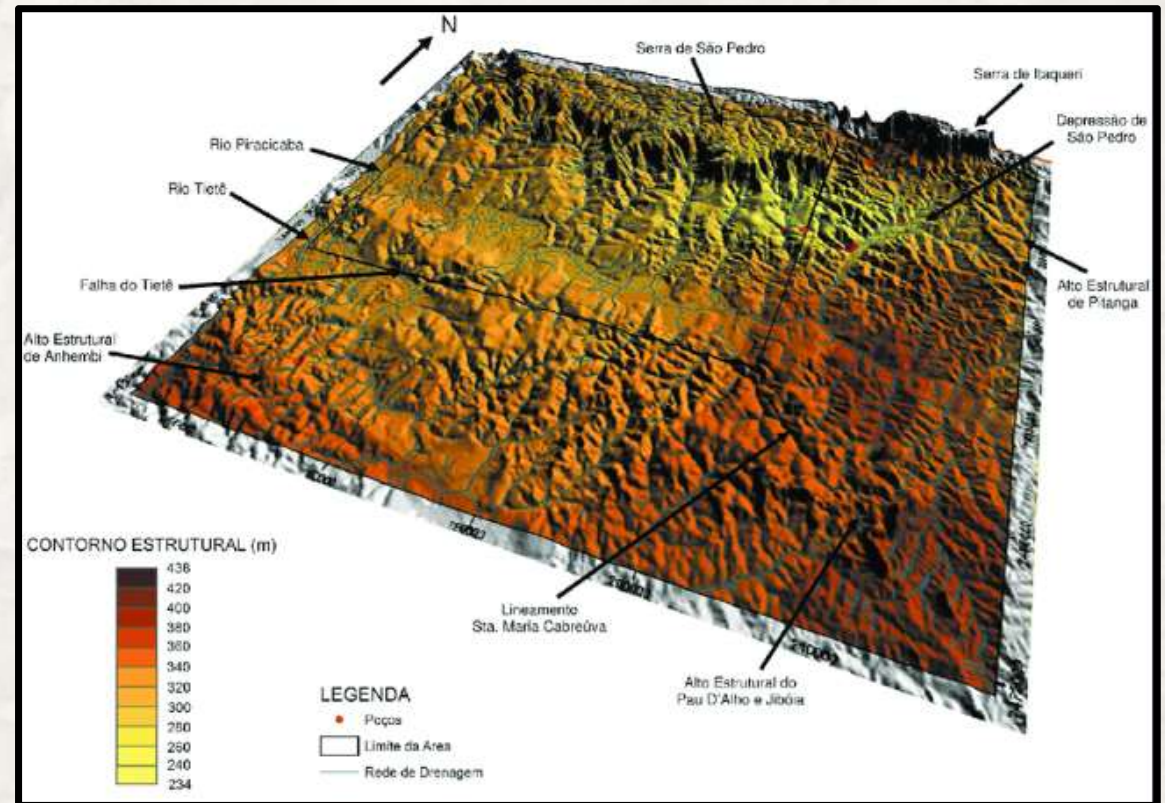 N
Serra de São Pedro
Serra de Itaqueri
Depressão de
São Pedro
Rio Piracicaba
Rio Tietê
Falha do Tietê
Alto Estrutural
de Pitanga
Alto Estrutural
de Anhembi
CONTORNO ESTRUTURAL (m)
438
420
400
380
360
340
320
300
280
260
240
234
Lineamento
Sta. Maria Cabreúva
Alto Estrutural do
Pau D'Alho e Jibóia
LEGENDA
Poços
Limite da Area
Rede de Drenagem